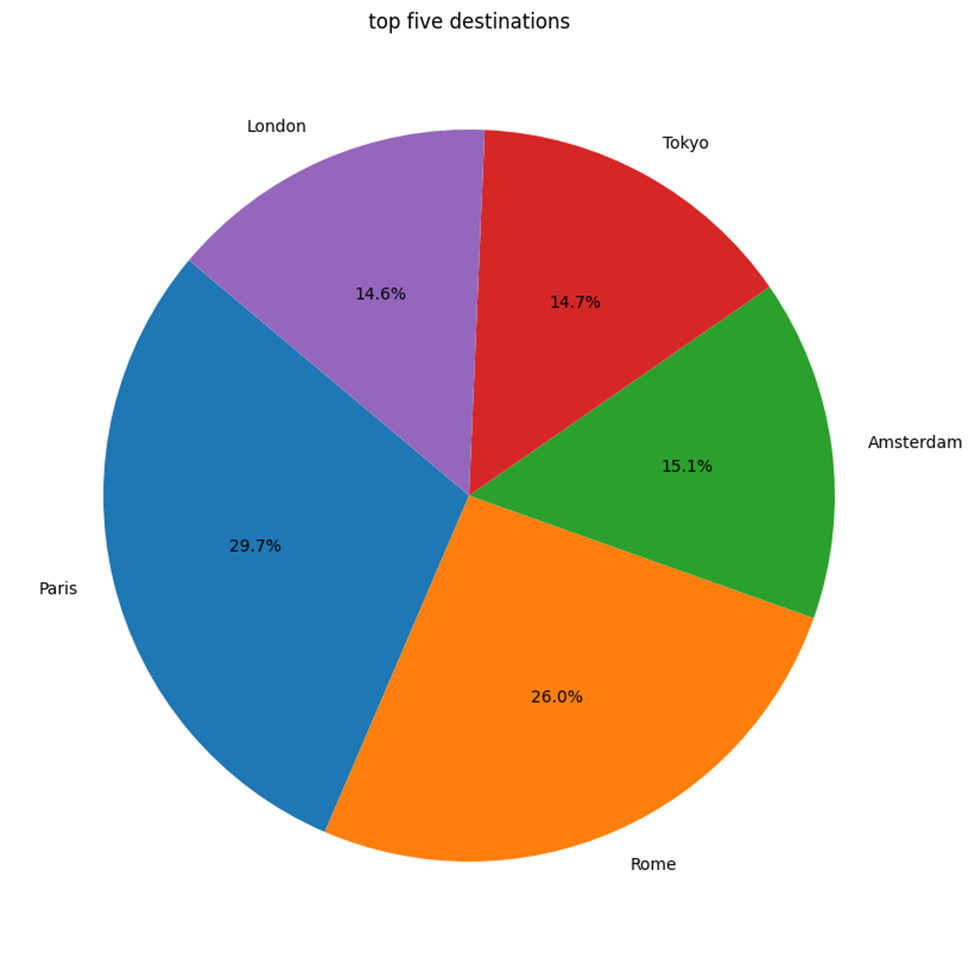 top five destinations
London
Tokyo
14.6%
14.7%
Amsterdam
15.1%
29.7%
Paris
26.0%
Rome